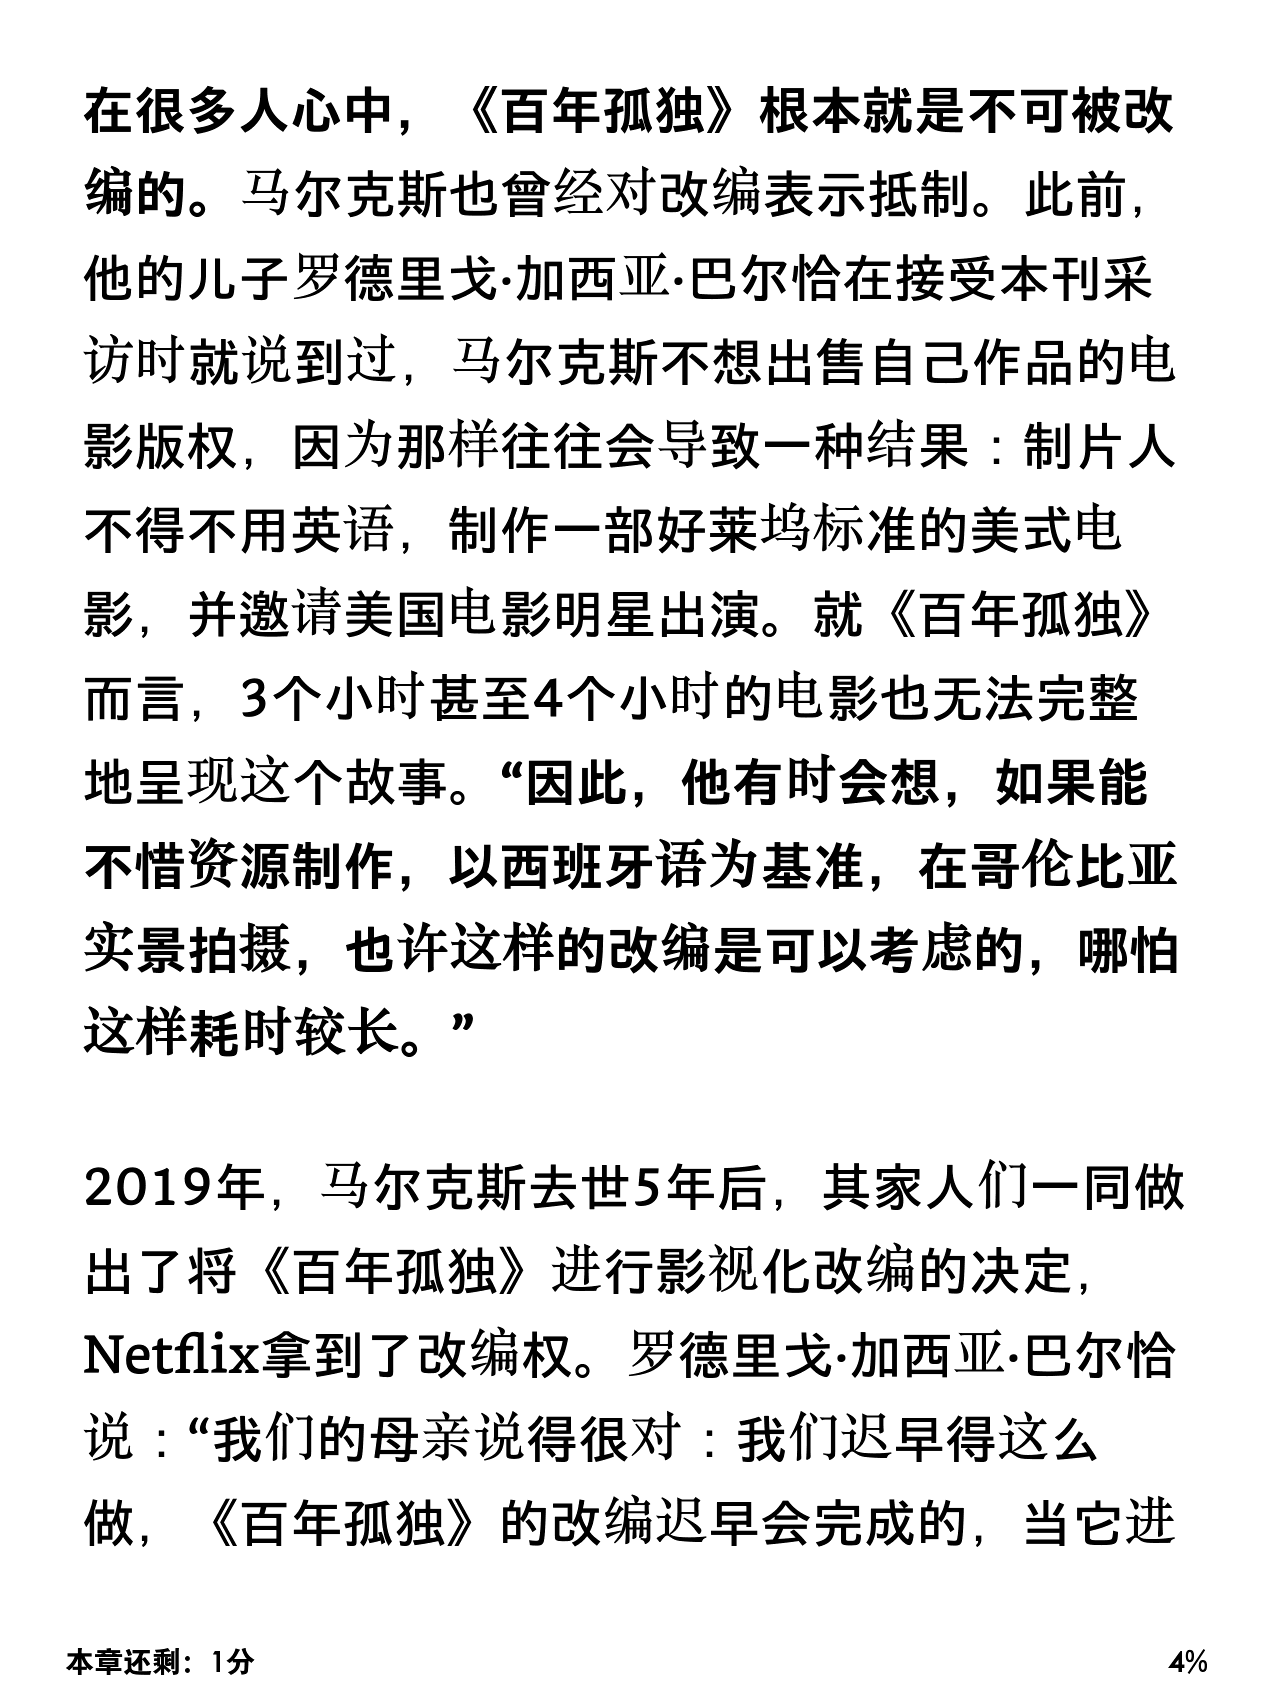 在很多人心中，《百年孤独》根本就是不可被改
编的。马尔克斯也曾经对改编表示抵制。此前，
他的儿子罗德里戈·加西亚·巴尔恰在接受本刊采
访时就说到过，马尔克斯不想出售自己作品的电
影版权，因为那样往往会导致一种结果：制片人
不得不用英语，制作一部好莱坞标准的美式电
影，并邀请美国电影明星出演。就《百年孤独》
而言，3个小时甚至4个小时的电影也无法完整
地呈现这个故事。“因此，他有时会想，如果能
不惜资源制作，以西班牙语为基准，在哥伦比亚
实景拍摄，也许这样的改编是可以考虑的，哪怕
这样耗时较长。”
2019年，马尔克斯去世5年后，其家人们一同做
出了将《百年孤独》进行影视化改编的决定，
Netflix拿到了改编权。罗德里戈·加西亚·巴尔恰
说：“我们的母亲说得很对：我们迟早得这么
做，《百年孤独》的改编迟早会完成的，当它进
本章还剩：1分
4%